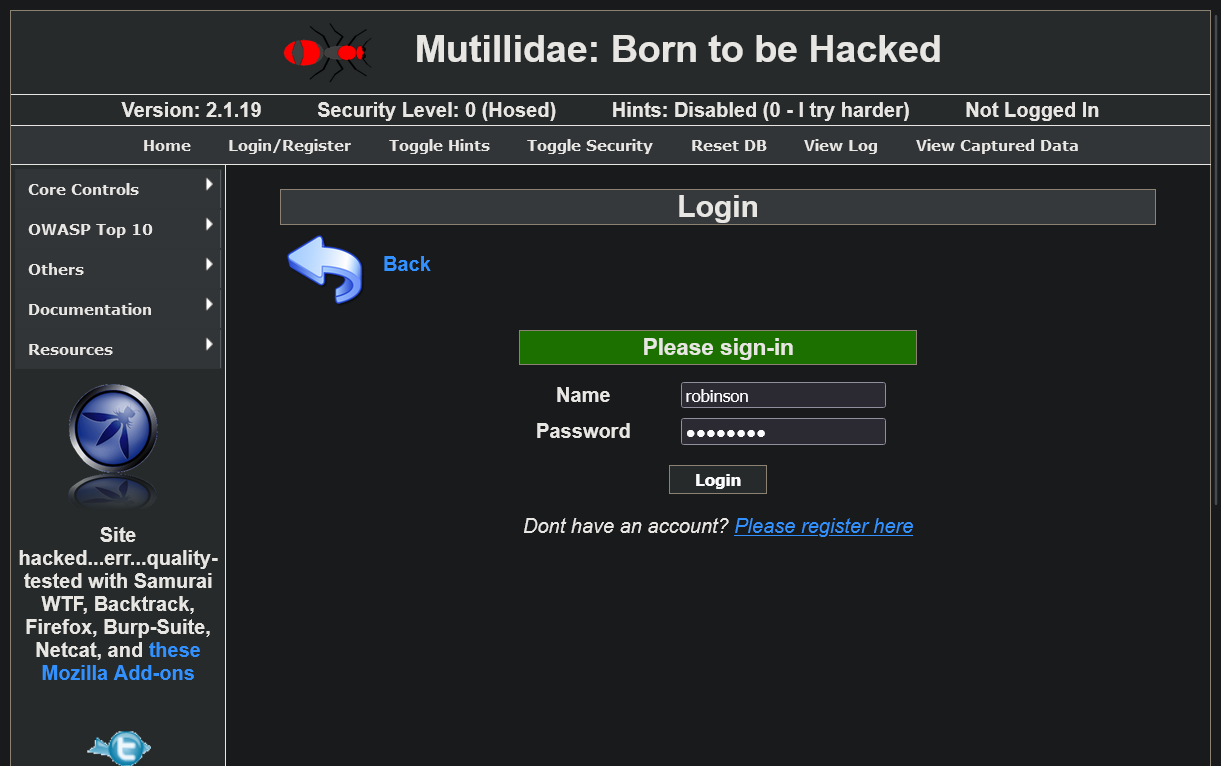 Mutillidae: Born to be Hacked
Version: 2.1.19 Security Level: 0 (Hosed) Hints: Disabled (0 - I try harder) Not Logged In
Home Login/Register Toggle Hints Toggle Security Reset DB View Log View Captured Data
Core Controls
OWASP Top 10
Others
Documentation
Resources
Site
hacked...err...quality-
tested with Samurai
WTF, Backtrack,
Firefox, Burp-Suite,
Netcat, and these
Mozilla Add-ons
Login
Back
Please sign-in
Name robinson
Password ••••••••
Login
Dont have an account? Please register here